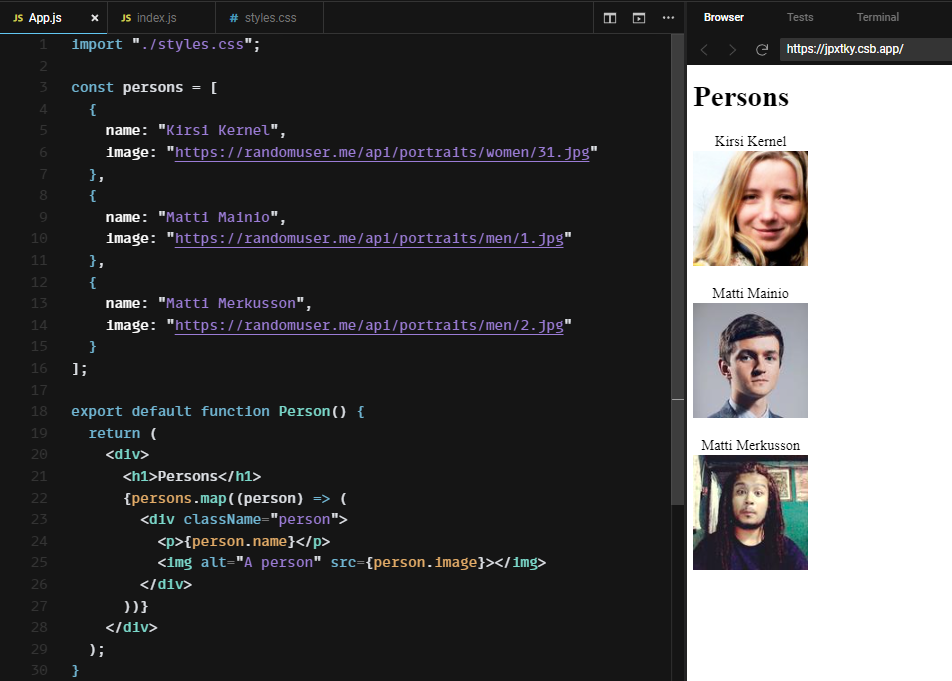 JS App.js × JS index.js # styles.css ···
Browser Tests Terminal
https://jpxtky.csb.app/
1 import "./styles.css";
2
3 const persons = [
4 {
5 name: "Kirsi Kernel",
6 image: "https://randomuser.me/api/portraits/women/31.jpg"
7 },
8 {
9 name: "Matti Mainio",
10 image: "https://randomuser.me/api/portraits/men/1.jpg"
11 },
12 {
13 name: "Matti Merkusson",
14 image: "https://randomuser.me/api/portraits/men/2.jpg"
15 }
16 ];
17
18 export default function Person() {
19 return (
20 <div>
21 <h1>Persons</h1>
22 {persons.map((person) => (
23 <div className="person">
24 <p>{person.name}</p>
25 <img alt="A person" src={person.image}></img>
26 </div>
27 ))}
28 </div>
29 );
30 }
Persons
Kirsi Kernel
Matti Mainio
Matti Merkusson